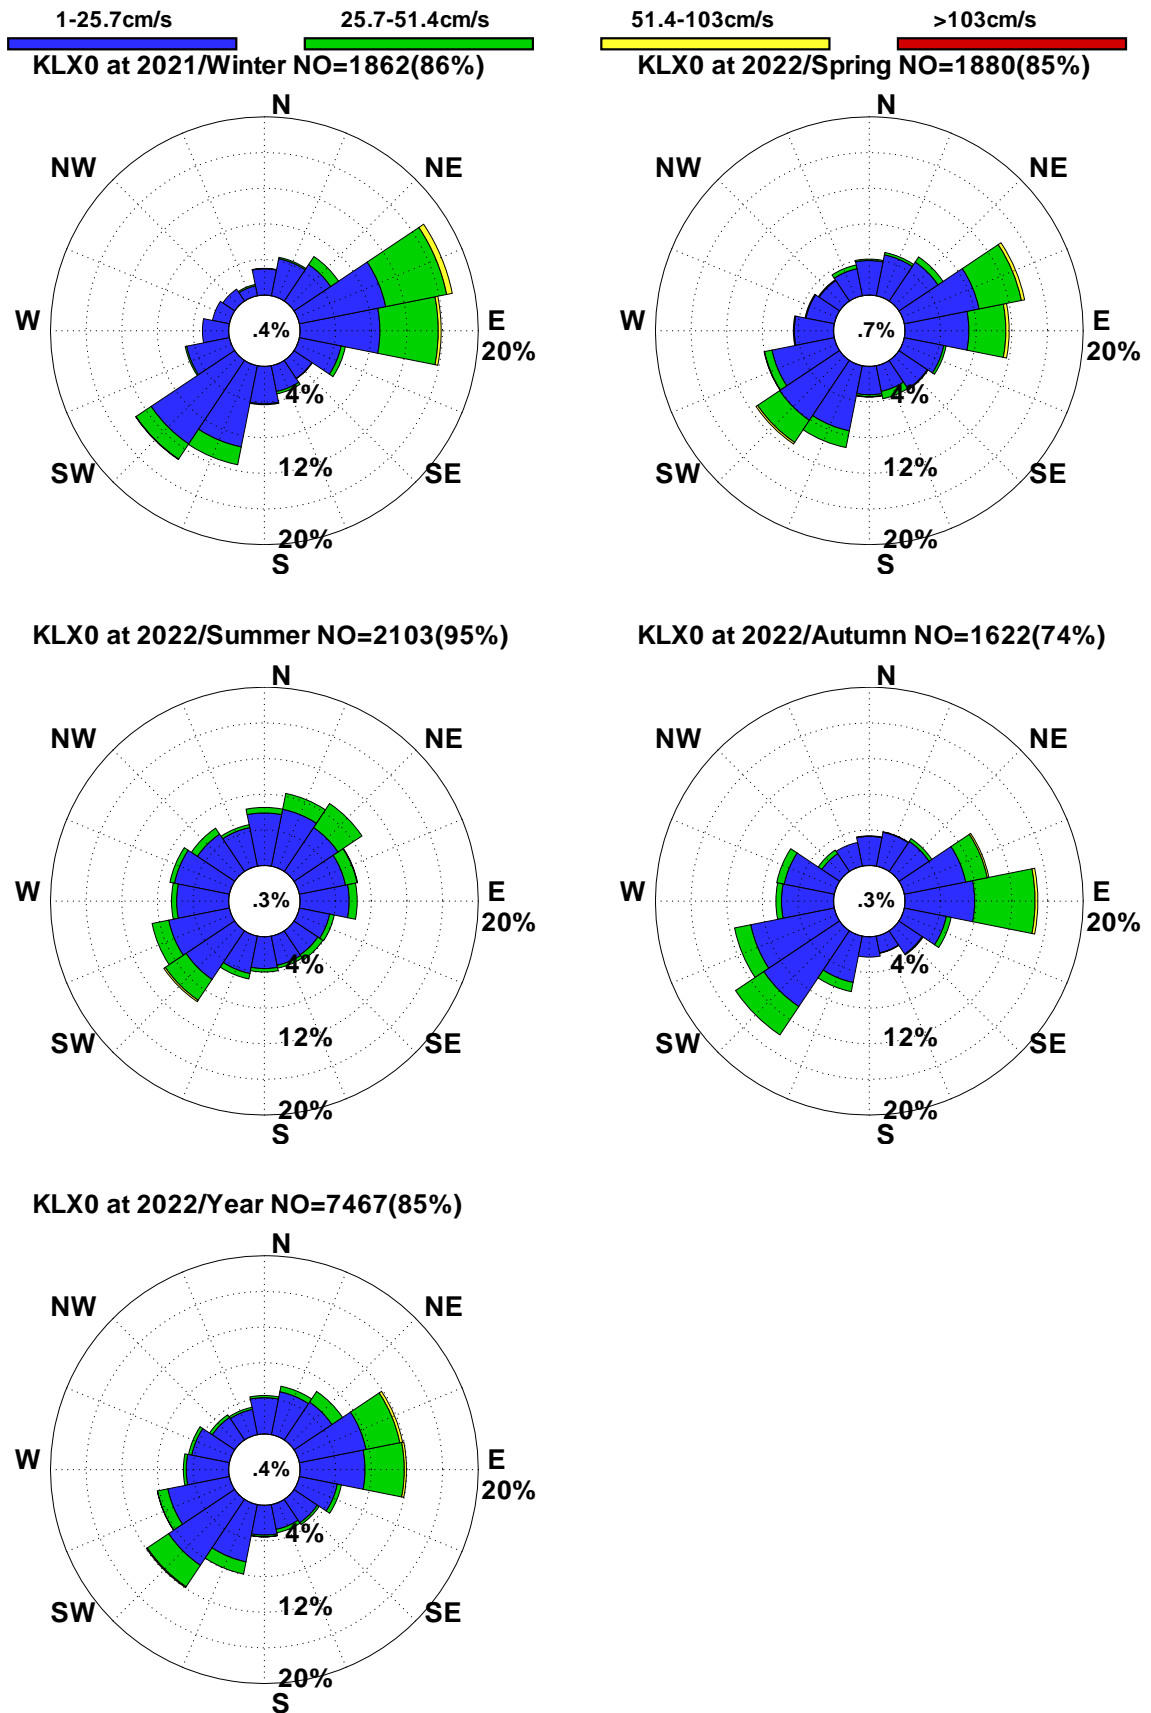 1-25.7cm/s 25.7-51.4cm/s 51.4-103cm/s >103cm/s
KLX0 at 2021/Winter NO=1862(86%)
N
NW NE
W .4% E
20%
4%
12%
SW SE
20%
S
KLX0 at 2022/Spring NO=1880(85%)
N
NW NE
W .7% E
20%
4%
12%
SW SE
20%
S
KLX0 at 2022/Summer NO=2103(95%)
N
NW NE
W .3% E
20%
4%
12%
SW SE
20%
S
KLX0 at 2022/Autumn NO=1622(74%)
N
NW NE
W .3% E
20%
4%
12%
SW SE
20%
S
KLX0 at 2022/Year NO=7467(85%)
N
NW NE
W .4% E
20%
4%
12%
SW SE
20%
S